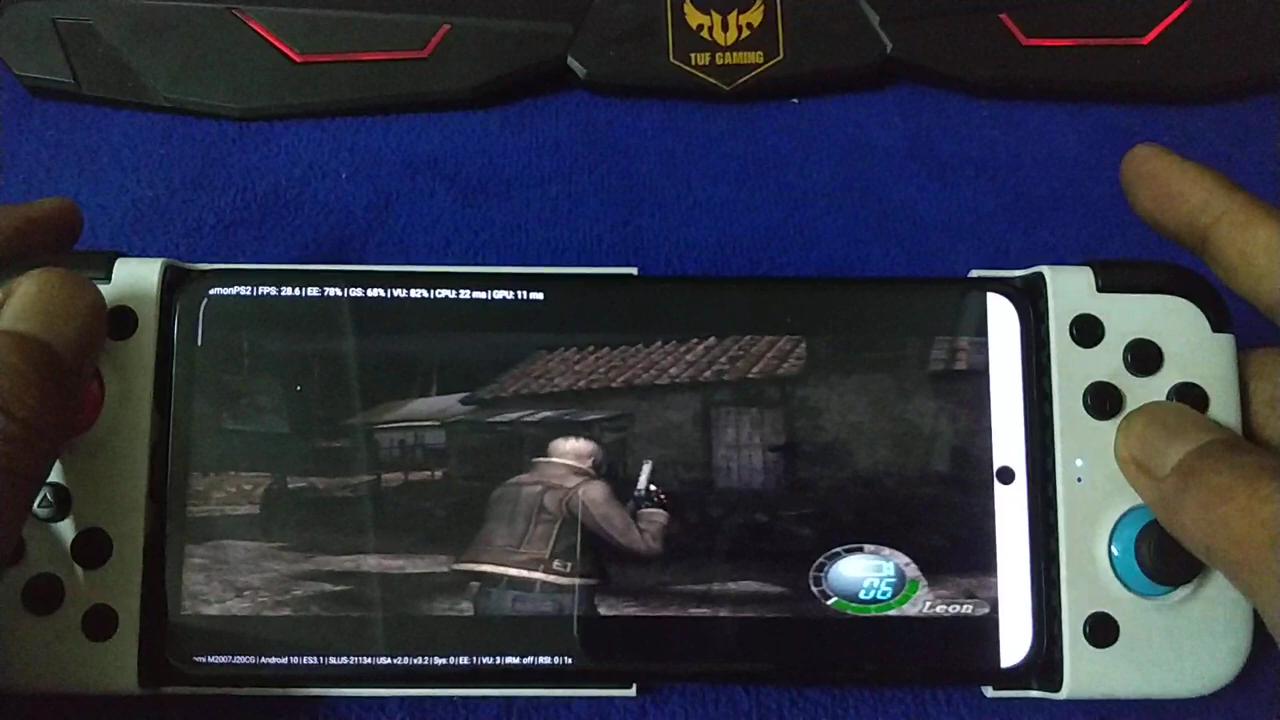 TUF GAMING
amonPS2 | FPS: 28.6 | EE: 78% | GS: 68% | VU: 82% | CPU: 22 ms | GPU: 11 ms
06
Leon
omi M2007J20CG | Android 10 | ES3.1 | SLUS-21134 | USA v2.0 | v3.2 | Sys: 0 | EE: 1 | VU: 3 | IRM: off | RSI: 0 | 1x